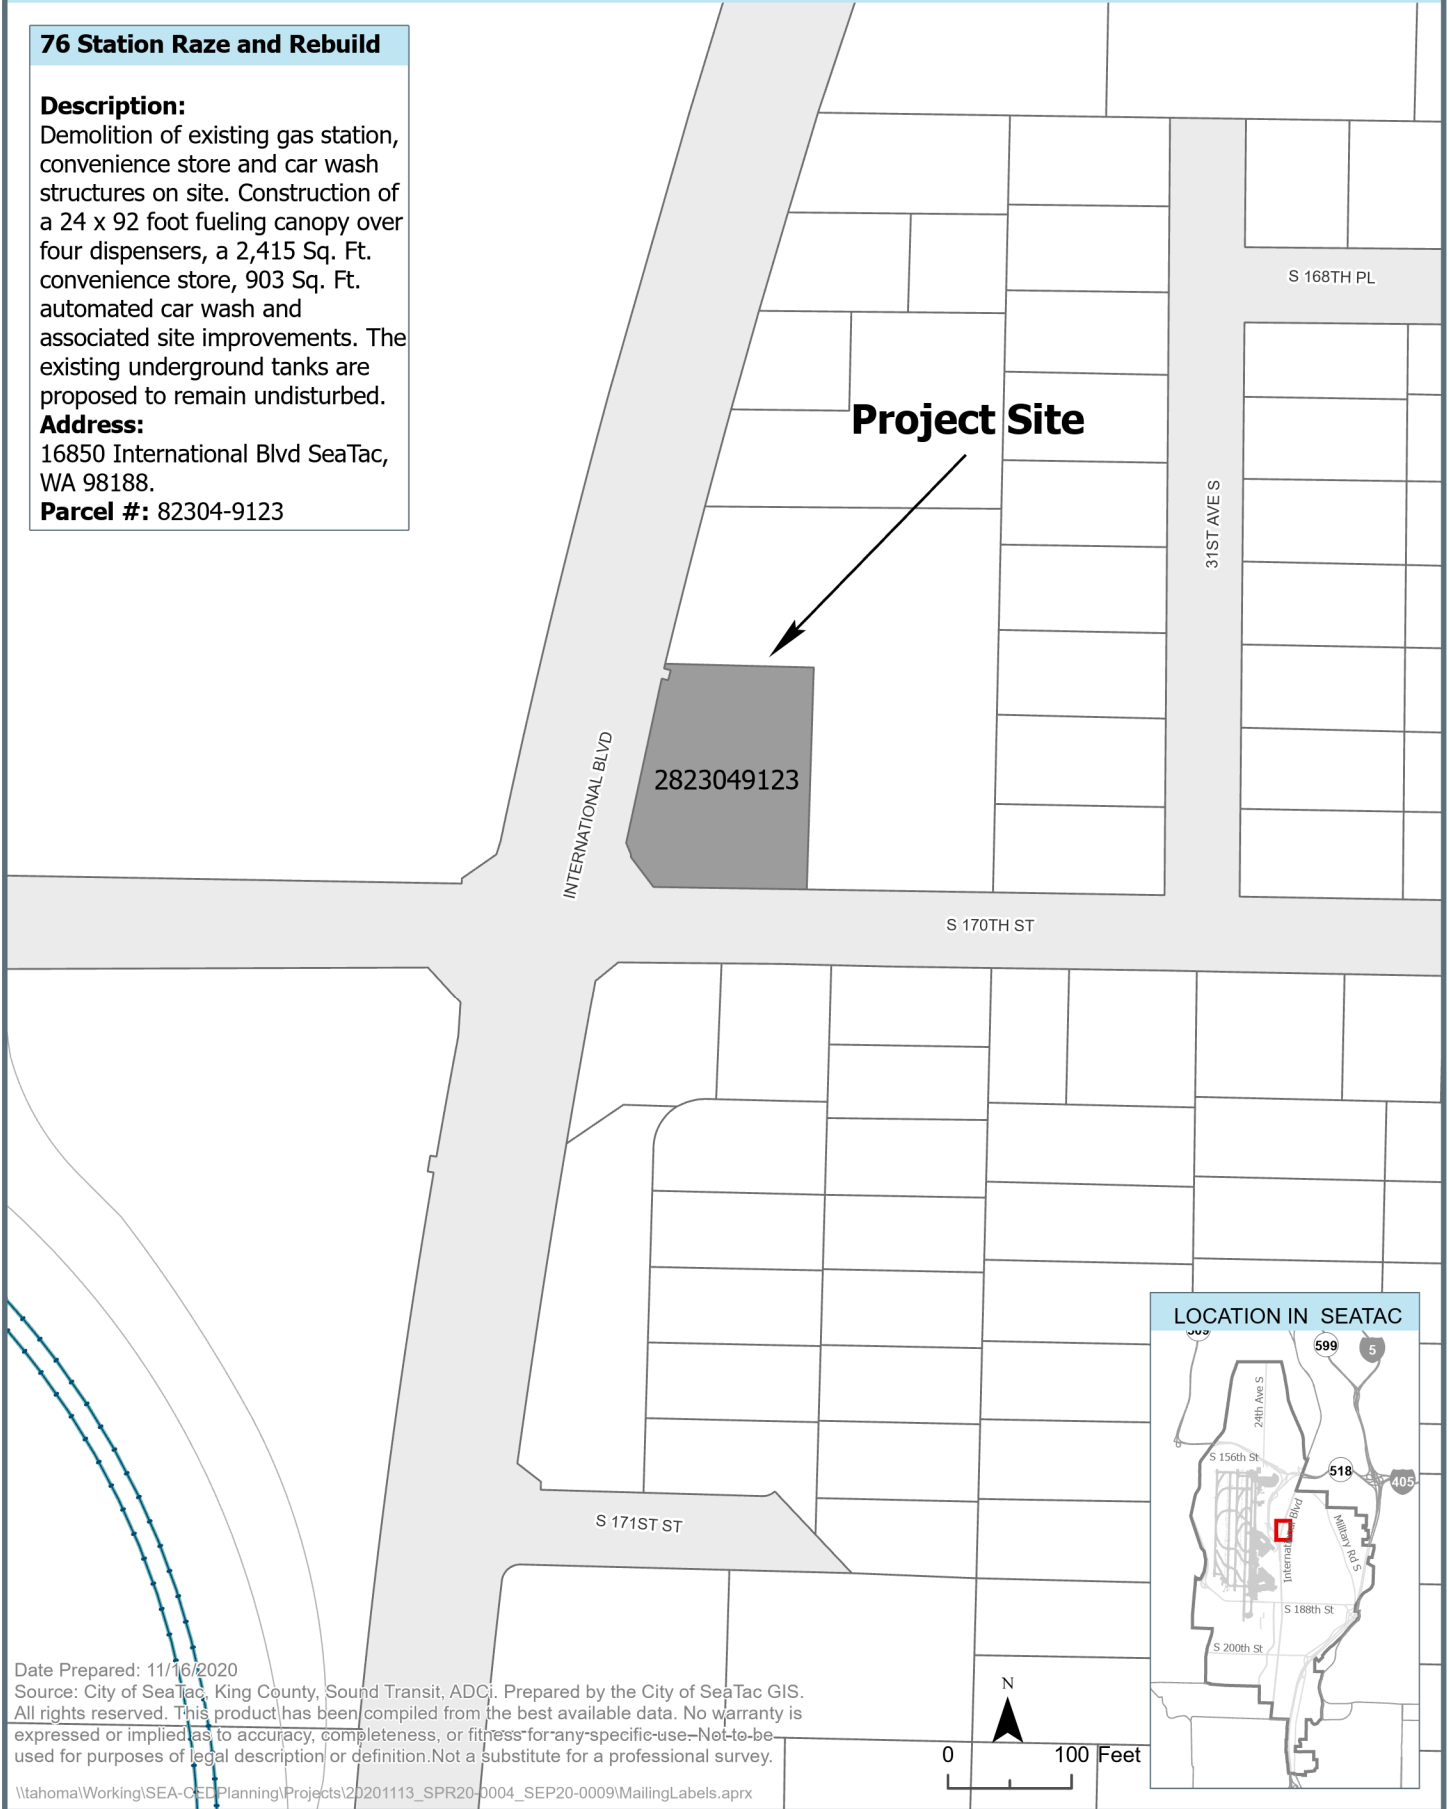 76 Station Raze and Rebuild
Description:
Demolition of existing gas station,
convenience store and car wash
structures on site. Construction of
a 24 x 92 foot fueling canopy over
four dispensers, a 2,415 Sq. Ft.
convenience store, 903 Sq. Ft.
automated car wash and
associated site improvements. The
existing underground tanks are
proposed to remain undisturbed.
Address:
16850 International Blvd SeaTac,
WA 98188.
Parcel #: 82304-9123
S 168TH PL
Project Site
31ST AVE S
2823049123
INTERNATIONAL BLVD
S 170TH ST
S 171ST ST
LOCATION IN SEATAC
509
599
5
24th Ave S
S 156th St
518
405
International Blvd
Military Rd S
S 188th St
S 200th St
Date Prepared: 11/16/2020
Source: City of SeaTac, King County, Sound Transit, ADCi. Prepared by the City of SeaTac GIS.
All rights reserved. This product has been compiled from the best available data. No warranty is
expressed or implied as to accuracy, completeness, or fitness for any specific use. Not to be
used for purposes of legal description or definition.Not a substitute for a professional survey.
N
0 100 Feet
\\tahoma\Working\SEA-CEDPlanning\Projects\20201113_SPR20-0004_SEP20-0009\MailingLabels.aprx